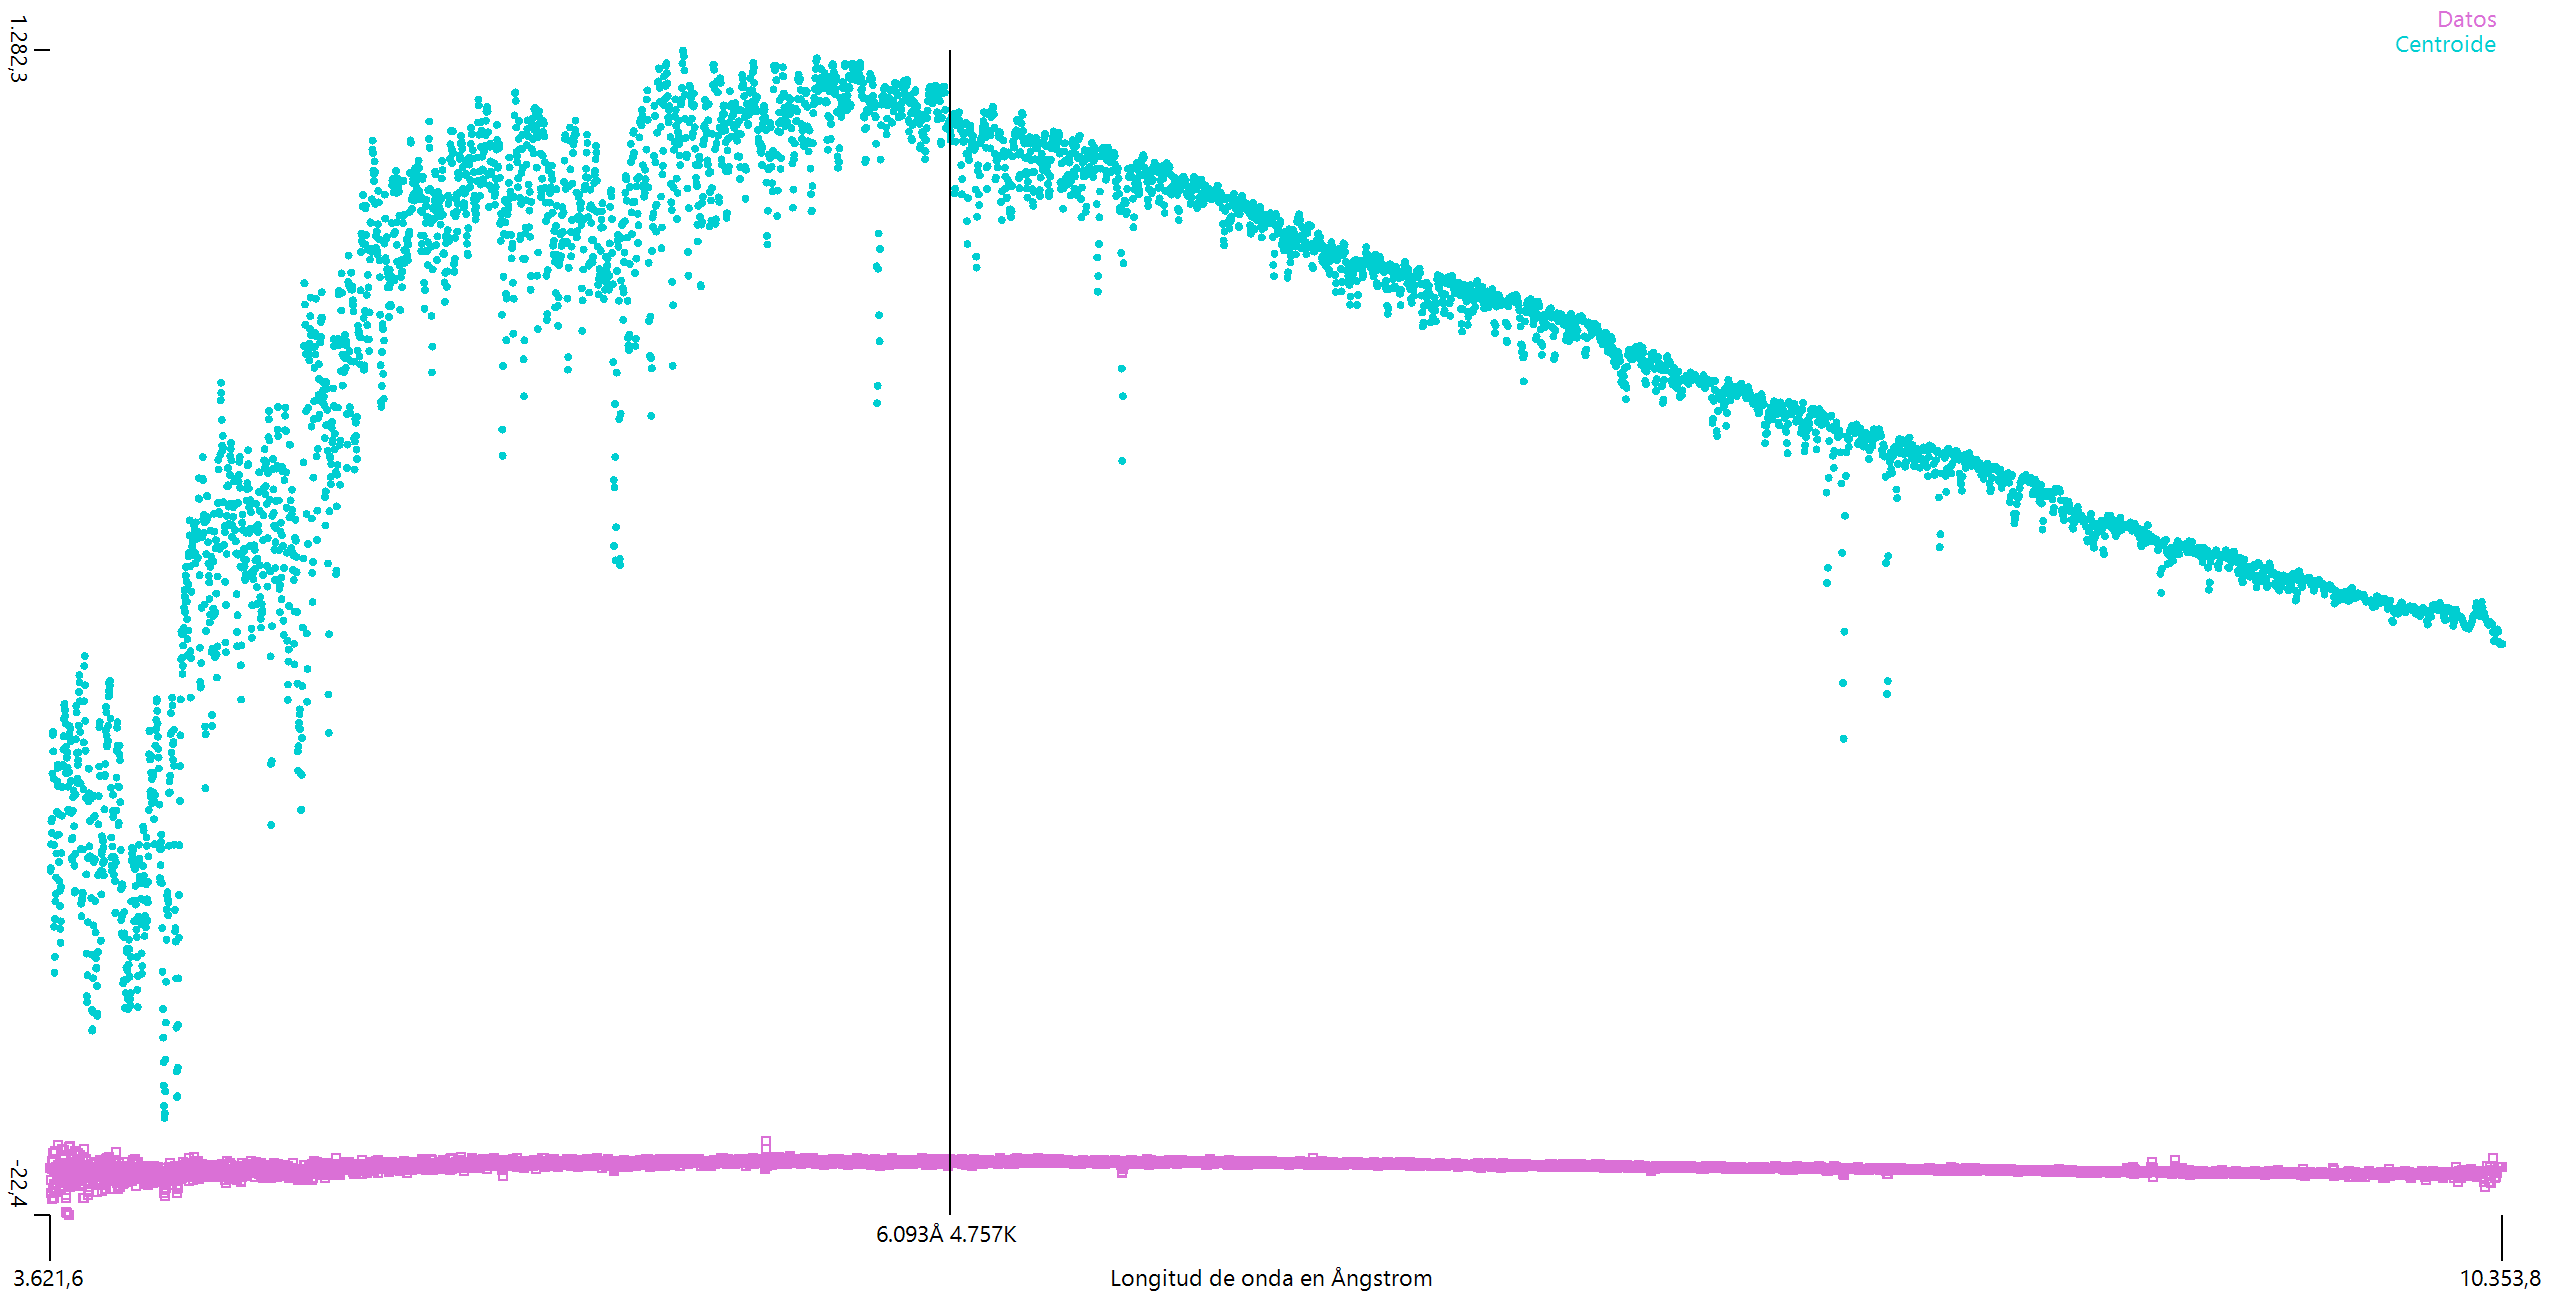 Datos
Centroide
1.282,3
-22,4
6.093Å 4.757K
3.621,6
Longitud de onda en Ångstrom
10.353,8